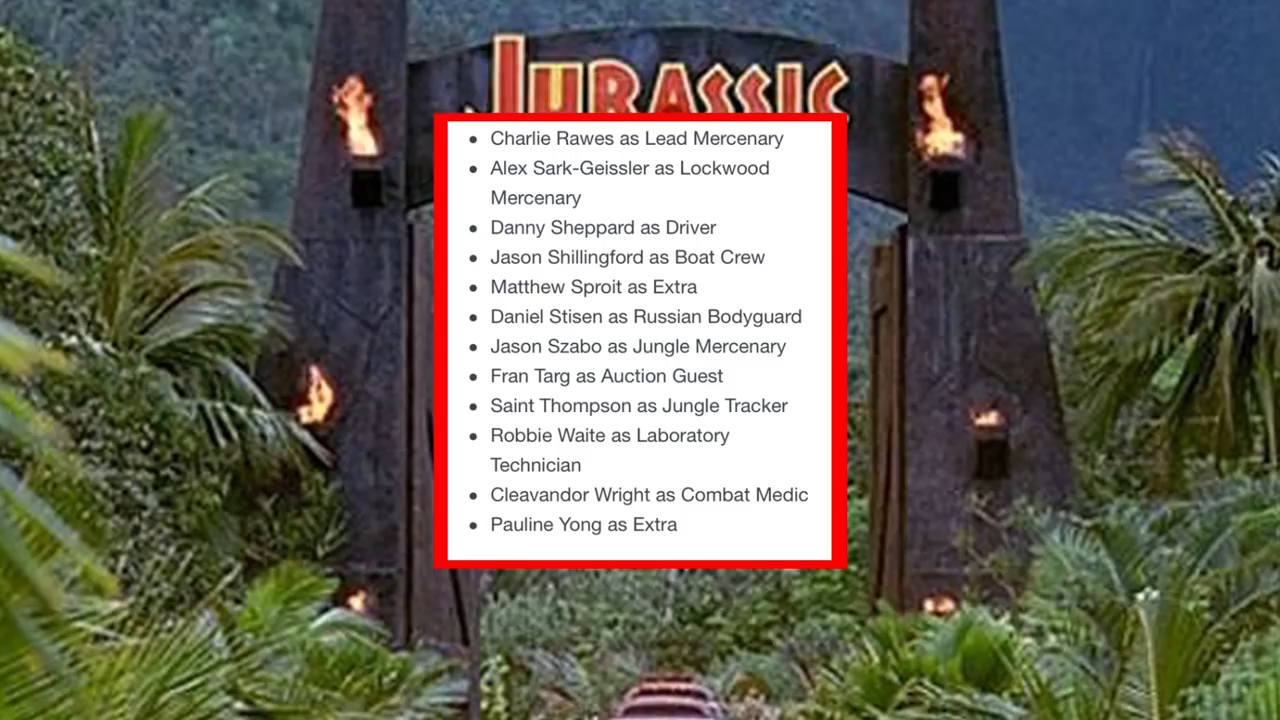 JURASSIC
• Charlie Rawes as Lead Mercenary
• Alex Sark-Geissler as Lockwood
Mercenary
• Danny Sheppard as Driver
• Jason Shillingford as Boat Crew
• Matthew Sproit as Extra
• Daniel Stisen as Russian Bodyguard
• Jason Szabo as Jungle Mercenary
• Fran Targ as Auction Guest
• Saint Thompson as Jungle Tracker
• Robbie Waite as Laboratory
Technician
• Cleavandor Wright as Combat Medic
• Pauline Yong as Extra